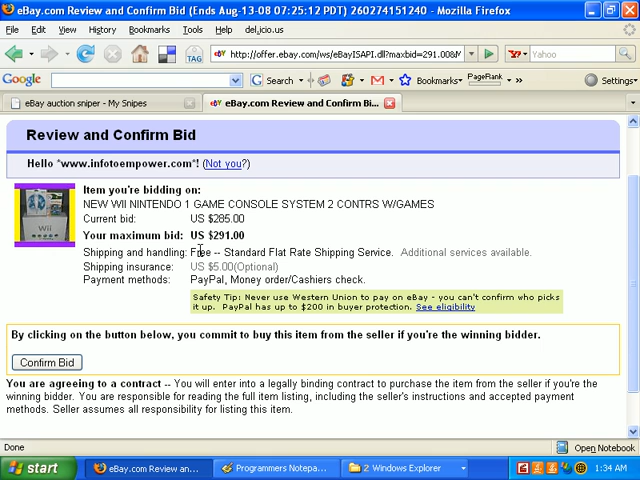 eBay.com Review and Confirm Bid (Ends Aug-13-08 07:25:12 PDT) 260274151240 - Mozilla Firefox
File Edit View History Bookmarks Tools Help del.icio.us
TAG http://offer.ebay.com/ws/eBayISAPI.dll?maxbid=291.00&M Yahoo
Google Search Bookmarks PageRank Settings
eBay auction sniper - My Snipes eBay.com Review and Confirm Bi...
Review and Confirm Bid
Hello *www.infotoempower.com*! (Not you?)
Item you're bidding on:
NEW WII NINTENDO 1 GAME CONSOLE SYSTEM 2 CONTRS W/GAMES
Current bid: US $285.00
Your maximum bid: US $291.00
Shipping and handling: Free -- Standard Flat Rate Shipping Service. Additional services available.
Shipping insurance: US $5.00(Optional)
Payment methods: PayPal, Money order/Cashiers check.
Safety Tip: Never use Western Union to pay on eBay - you can't confirm who picks
it up. PayPal has up to $200 in buyer protection. See eligibility
By clicking on the button below, you commit to buy this item from the seller if you're the winning bidder.
Confirm Bid
You are agreeing to a contract -- You will enter into a legally binding contract to purchase the item from the seller if you're the
winning bidder. You are responsible for reading the full item listing, including the seller's instructions and accepted payment
methods. Seller assumes all responsibility for listing this item.
Done Open Notebook
start eBay.com Review an... Programmers Notepa... 2 Windows Explorer 1:34 AM